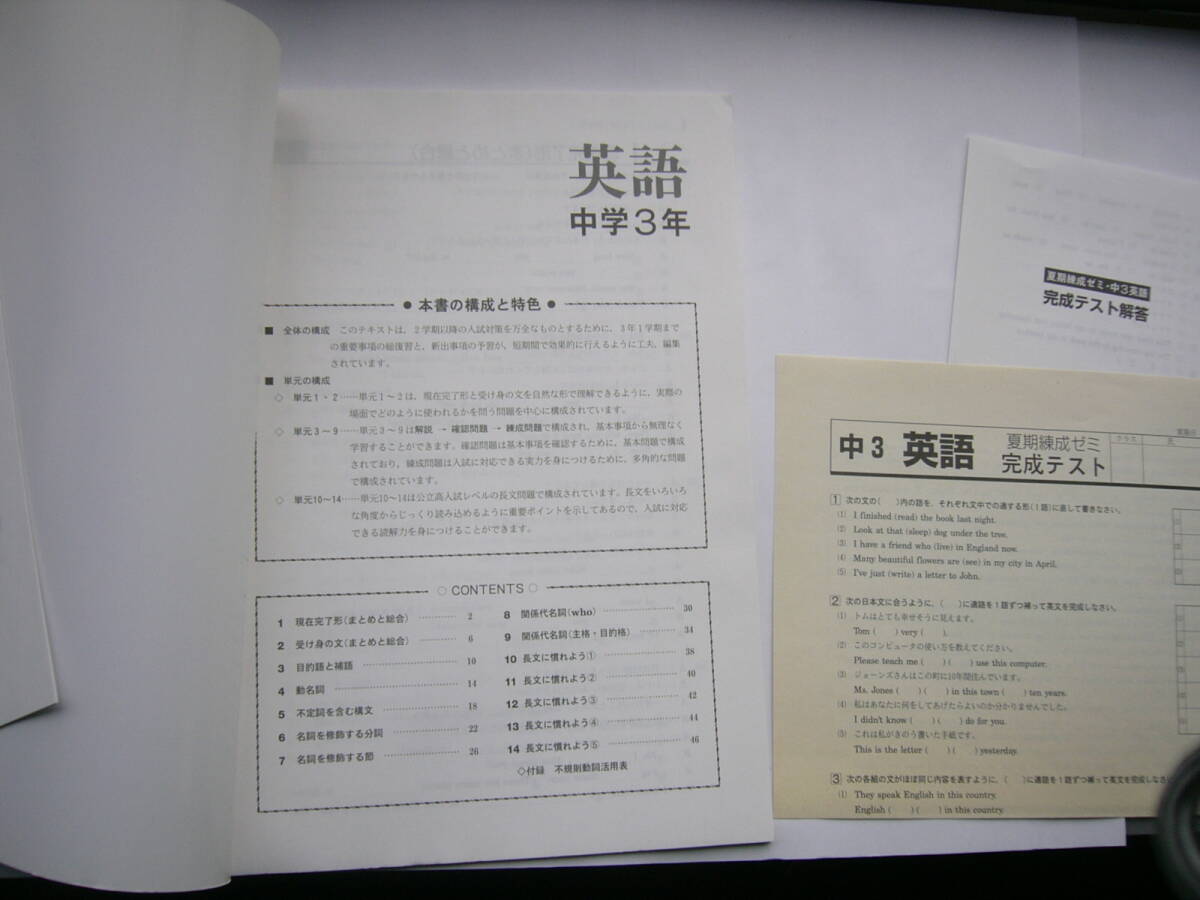 英語
中学3年
● 本書の構成と特色 ●
■ 全体の構成 このテキストは、2学期以降の入試対策を万全なものとするために、3年1学期まで
の重要事項の総復習と、新出事項の予習が、短期間で効果的に行えるように工夫、編集
されています。
■ 単元の構成
◇ 単元1・2……単元1～2は、現在完了形と受け身の文を自然な形で理解できるように、実際の
場面でどのように使われるかを問う問題を中心に構成されています。
◇ 単元3～9……単元3～9は解説 → 確認問題 → 練成問題で構成され、基本事項から無理なく
学習することができます。確認問題は基本事項を確認するために、基本問題で構成
されており、練成問題は入試に対応できる実力を身につけるために、多角的な問題
で構成されています。
◇ 単元10～14……単元10～14は公立高入試レベルの長文問題で構成されています。長文をいろいろ
な角度からじっくり読み込めるように重要ポイントを示してあるので、入試に対応
できる読解力を身につけることができます。
○ CONTENTS ○
1 現在完了形(まとめと総合) ………… 2
2 受け身の文(まとめと総合) ………… 6
3 目的語と補語 ………… 10
4 動名詞 ………… 14
5 不定詞を含む構文 ………… 18
6 名詞を修飾する分詞 ………… 22
7 名詞を修飾する節 ………… 26
8 関係代名詞(who) ………… 30
9 関係代名詞(主格・目的格) ………… 34
10 長文に慣れよう① ………… 38
11 長文に慣れよう② ………… 40
12 長文に慣れよう③ ………… 42
13 長文に慣れよう④ ………… 44
14 長文に慣れよう⑤ ………… 46
◇付録 不規則動詞活用表
夏期練成ゼミ・中3英語
完成テスト解答
中3 英語 夏期練成ゼミ
完成テスト
クラス
氏
1 次の文の( )内の語を、それぞれ文中での適する形(1語)に直して書きなさい。
(1) I finished (read) the book last night.
(2) Look at that (sleep) dog under the tree.
(3) I have a friend who (live) in England now.
(4) Many beautiful flowers are (see) in my city in April.
(5) I've just (write) a letter to John.
2 次の日本文に合うように、( )に適語を1語ずつ補って英文を完成しなさい。
(1) トムはとても幸せそうに見えます。
Tom ( ) very ( ).
(2) このコンピュータの使い方を教えてください。
Please teach me ( ) ( ) use this computer.
(3) ジョーンズさんはこの町に10年間住んでいます。
Ms. Jones ( ) ( ) in this town ( ) ten years.
(4) 私はあなたに何をしてあげたらよいのか分かりませんでした。
I didn't know ( ) ( ) do for you.
(5) これは私がきのう書いた手紙です。
This is the letter ( ) ( ) yesterday.
3 次の各組の文がほぼ同じ内容を表すように、( )に適語を1語ずつ補って英文を完成しなさ
(1) They speak English in this country.
English ( ) ( ) in this country.